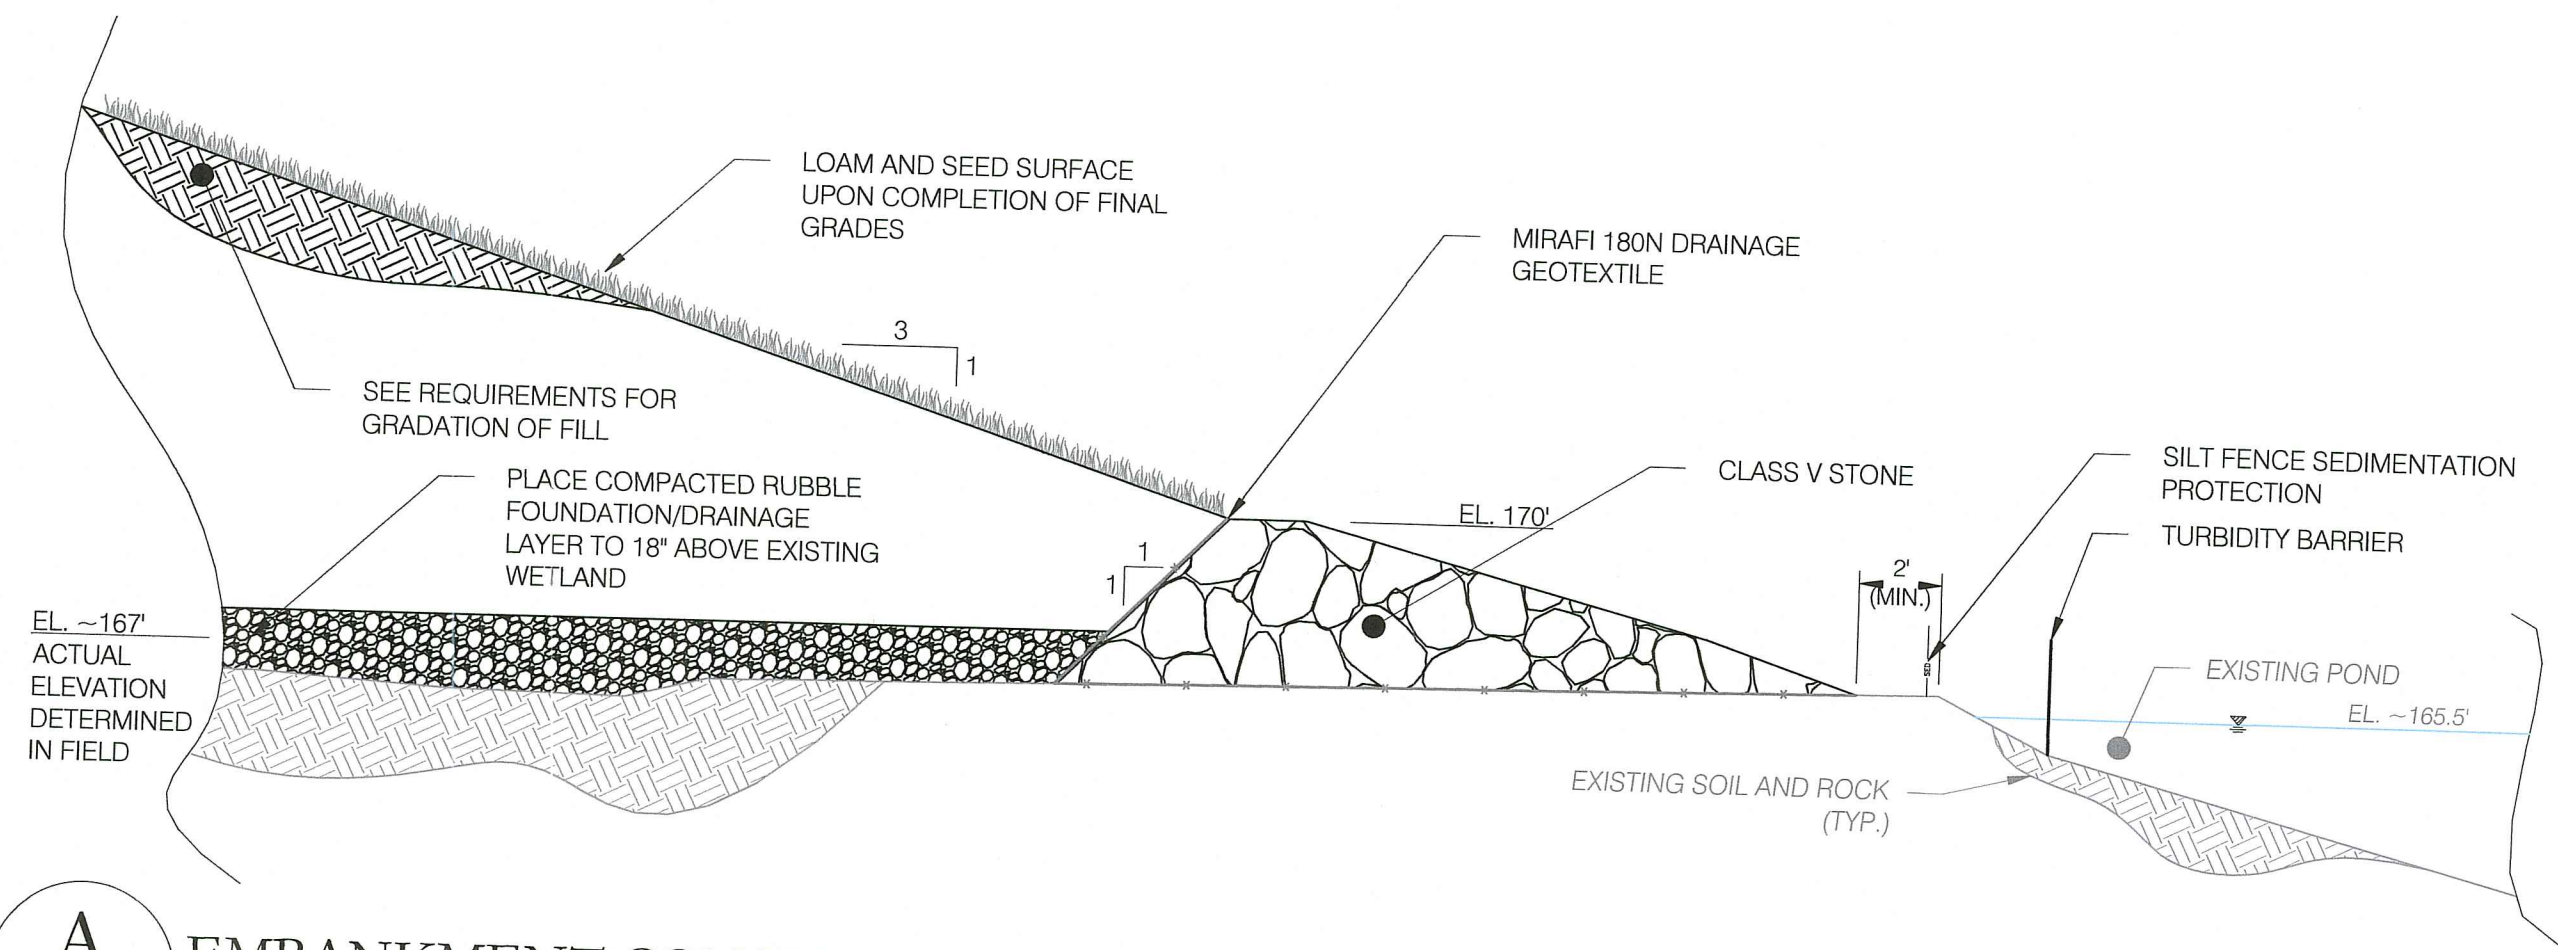 LOAM AND SEED SURFACE
UPON COMPLETION OF FINAL
GRADES
MIRAFI 180N DRAINAGE
GEOTEXTILE
3
1
SEE REQUIREMENTS FOR
GRADATION OF FILL
PLACE COMPACTED RUBBLE
FOUNDATION/DRAINAGE
LAYER TO 18" ABOVE EXISTING
WETLAND
CLASS V STONE
EL. 170'
SILT FENCE SEDIMENTATION
PROTECTION
TURBIDITY BARRIER
1
1
2'
(MIN.)
EL. ~167'
ACTUAL
ELEVATION
DETERMINED
IN FIELD
EXISTING POND
EL. ~165.5'
EXISTING SOIL AND ROCK
(TYP.)
A
EMBANKMENT